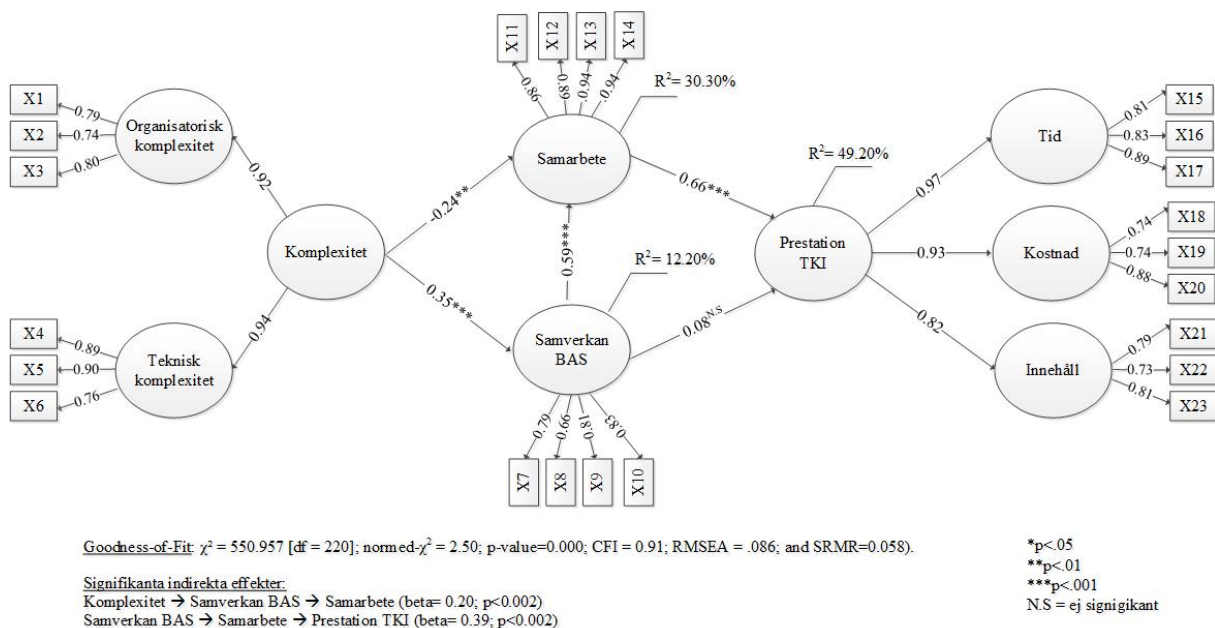 X1
X2
X3
0.79
0.74
0.80
Organisatorisk
komplexitet
0.92
X4
X5
X6
0.89
0.90
0.76
Teknisk
komplexitet
0.94
Komplexitet
-0.24**
0.35***
X11
X12
X13
X14
0.86
0.89
0.94
0.94
Samarbete
R²= 30.30%
0.59***
R²= 12.20%
Samverkan
BAS
0.79
0.66
0.81
0.83
X7
X8
X9
X10
0.66***
0.08N.S
R²= 49.20%
Prestation
TKI
0.97
0.93
0.82
Tid
0.81
0.83
0.89
X15
X16
X17
Kostnad
0.74
0.74
0.88
X18
X19
X20
Innehåll
0.79
0.73
0.81
X21
X22
X23
Goodness-of-Fit: χ² = 550.957 [df = 220]; normed-χ² = 2.50; p-value=0.000; CFI = 0.91; RMSEA = .086; and SRMR=0.058).
Signifikanta indirekta effekter:
Komplexitet → Samverkan BAS → Samarbete (beta= 0.20; p<0.002)
Samverkan BAS → Samarbete → Prestation TKI (beta= 0.39; p<0.002)
*p<.05
**p<.01
***p<.001
N.S = ej signigikant